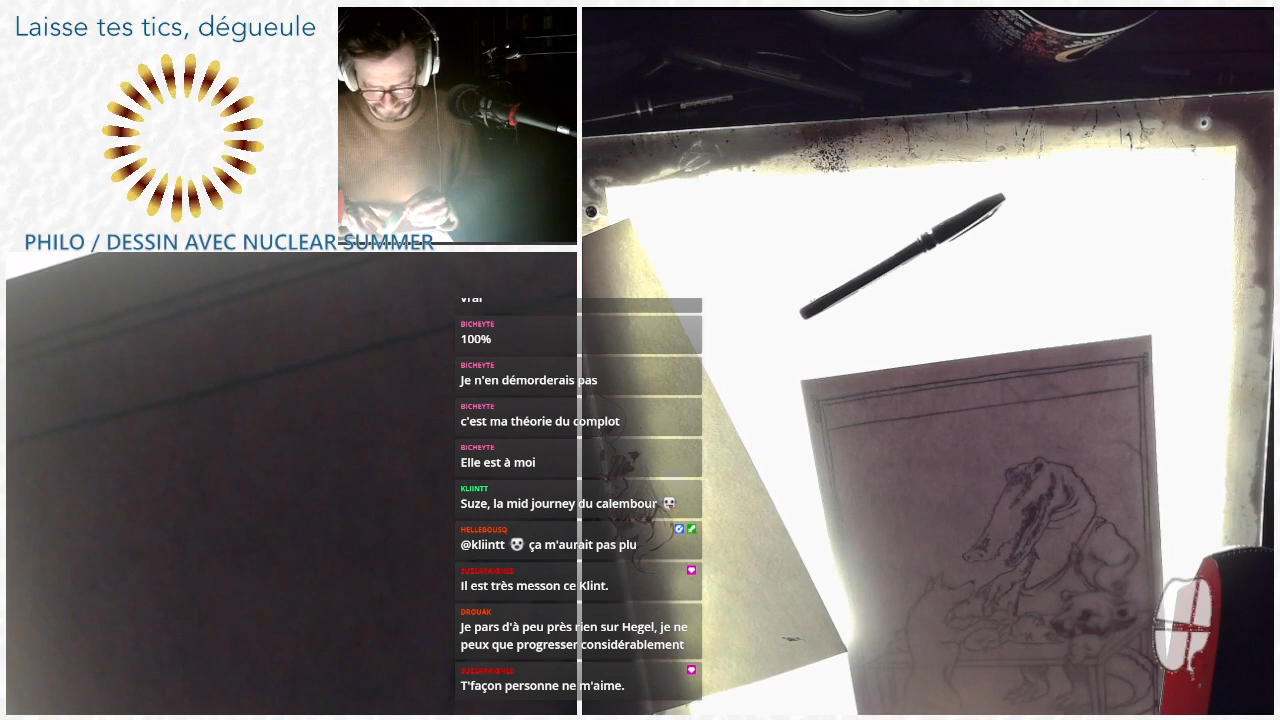 Laisse tes tics, dégueule
PHILO / DESSIN AVEC NUCLEAR SUMMER
vrai
BICHEYTE
100%
BICHEYTE
Je n'en démorderais pas
BICHEYTE
c'est ma théorie du complot
BICHEYTE
Elle est à moi
KLIINTT
Suze, la mid journey du calembour
HELLEBOUSQ
@kliintt ça m'aurait pas plu
Il est très messon ce Klint.
DROUAK
Je pars d'à peu près rien sur Hegel, je ne
peux que progresser considérablement
T'façon personne ne m'aime.